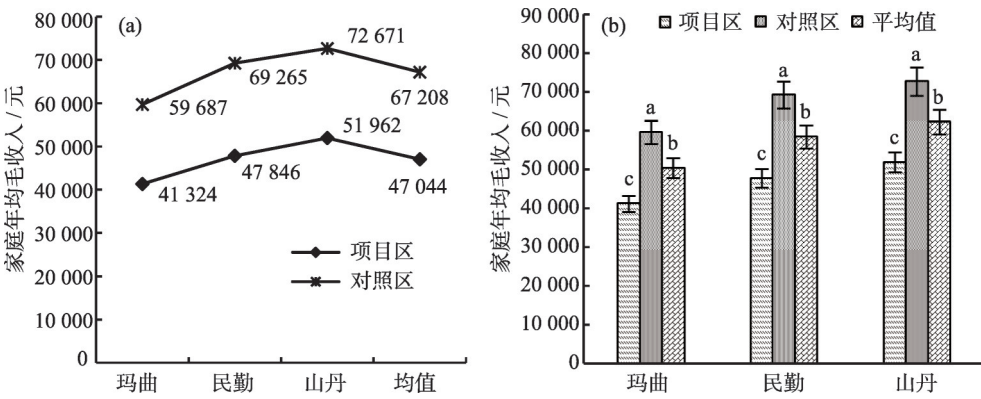 (a)
家庭年均毛收入 / 元
80 000
70 000
60 000
50 000
40 000
30 000
20 000
10 000
0
72 671
69 265
59 687
67 208
51 962
47 846
41 324
47 044
项目区
对照区
玛曲 民勤 山丹 均值
(b)
项目区 对照区 平均值
家庭年均毛收入 / 元
90 000
80 000
70 000
60 000
50 000
40 000
30 000
20 000
10 000
0
c a b
c a b
c a b
玛曲 民勤 山丹